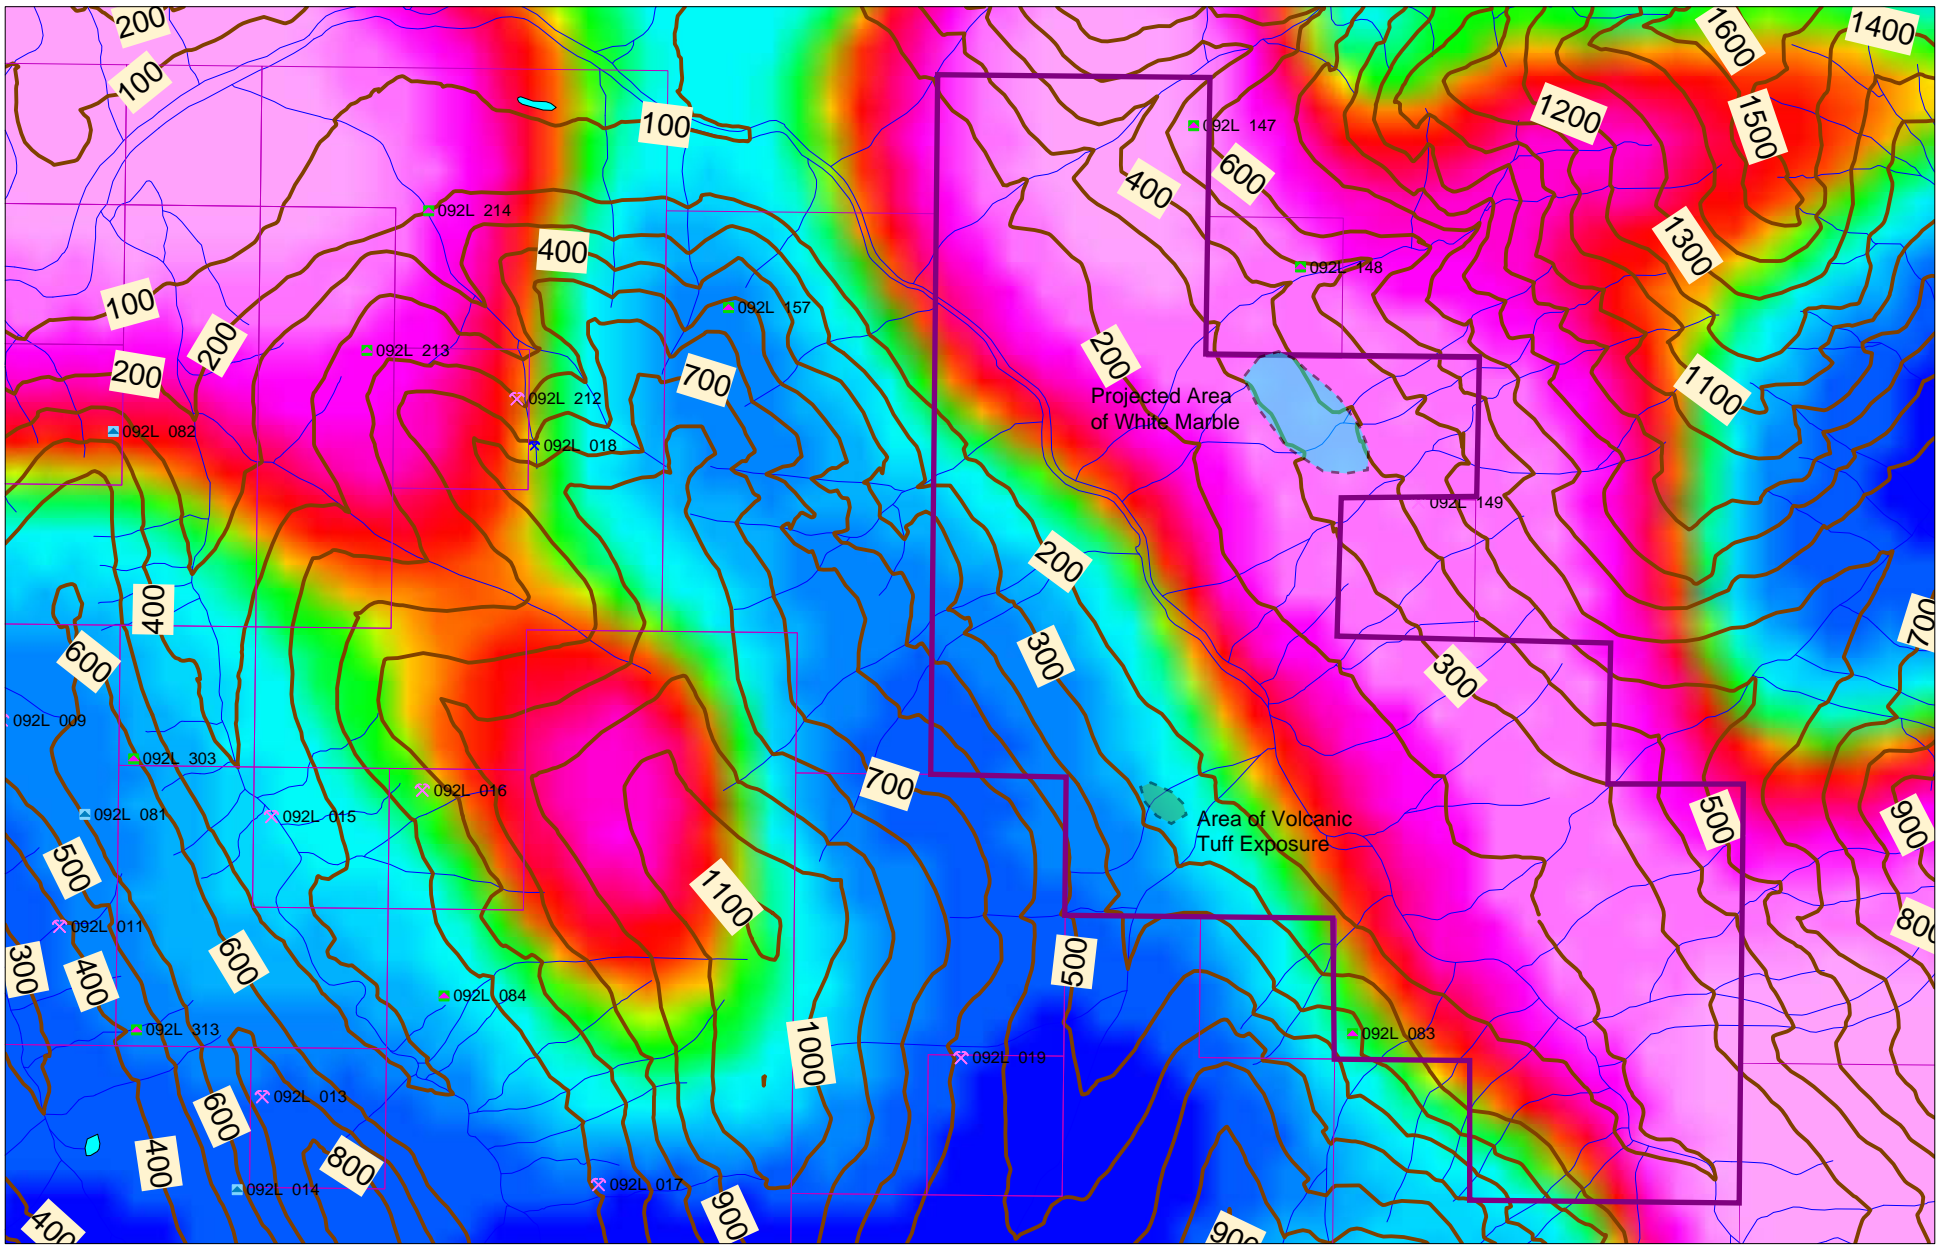 200
1600
1400
100
1200
100
092L 147
1500
600
400
092L 214
1300
400
092L 148
100
092L 157
200
092L 213
200
200
700
1100
Projected Area
of White Marble
092L 212
092L 082
092L 018
092L 149
200
400
700
300
600
300
092L 009
092L 303
700
092L 016
092L 081
092L 015
500
900
Area of Volcanic
Tuff Exposure
500
1100
092L 011
800
600
500
300
400
092L 084
092L 313
092L 083
1000
092L 019
092L 013
600
400
800
092L 014
092L 017
900
400
900